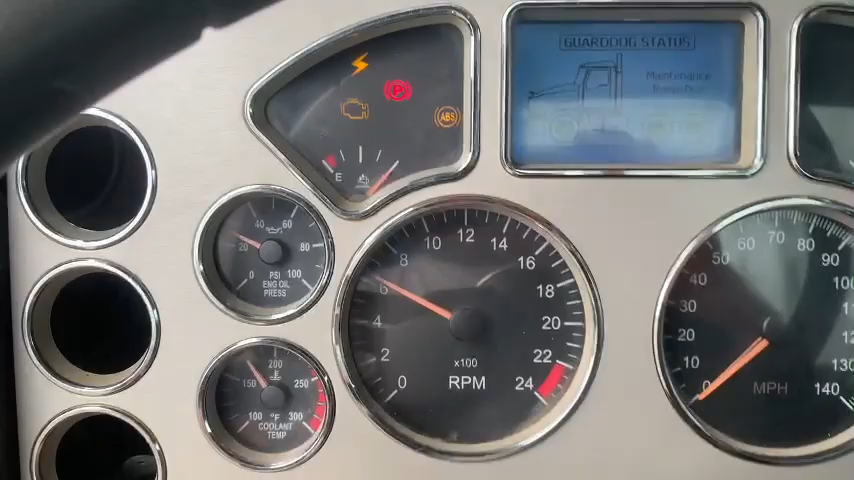 GUARDDOG STATUS
Maintenance
P
ABS
E
0 20 40 60 80 100
PSI
ENG OIL
PRESS
0 2 4 6 8 10 12 14 16 18 20 22 24
x100
RPM
100 150 200 250 300
°F
COOLANT
TEMP
0 10 20 30 40 50 60 70 80 90 100
130 140
MPH